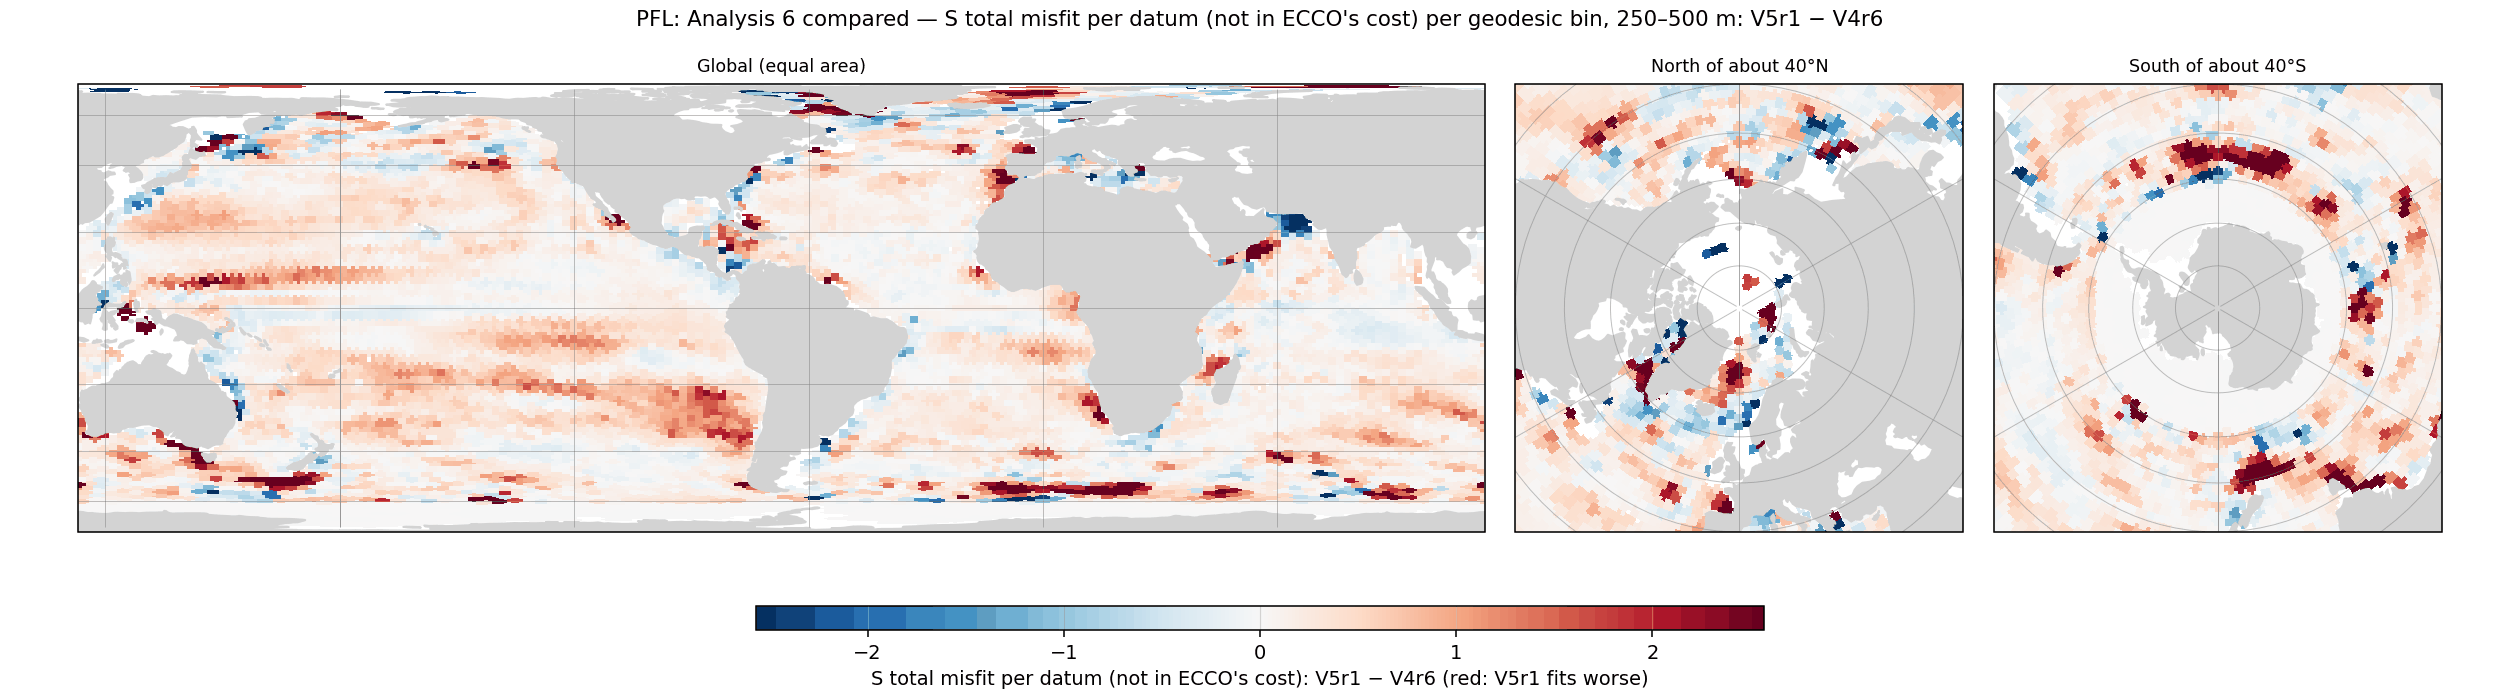 PFL: Analysis 6 compared — S total misfit per datum (not in ECCO's cost) per geodesic bin, 250–500 m: V5r1 − V4r6
Global (equal area)
North of about 40°N
South of about 40°S
−2
−1
0
1
2
S total misfit per datum (not in ECCO's cost): V5r1 − V4r6 (red: V5r1 fits worse)